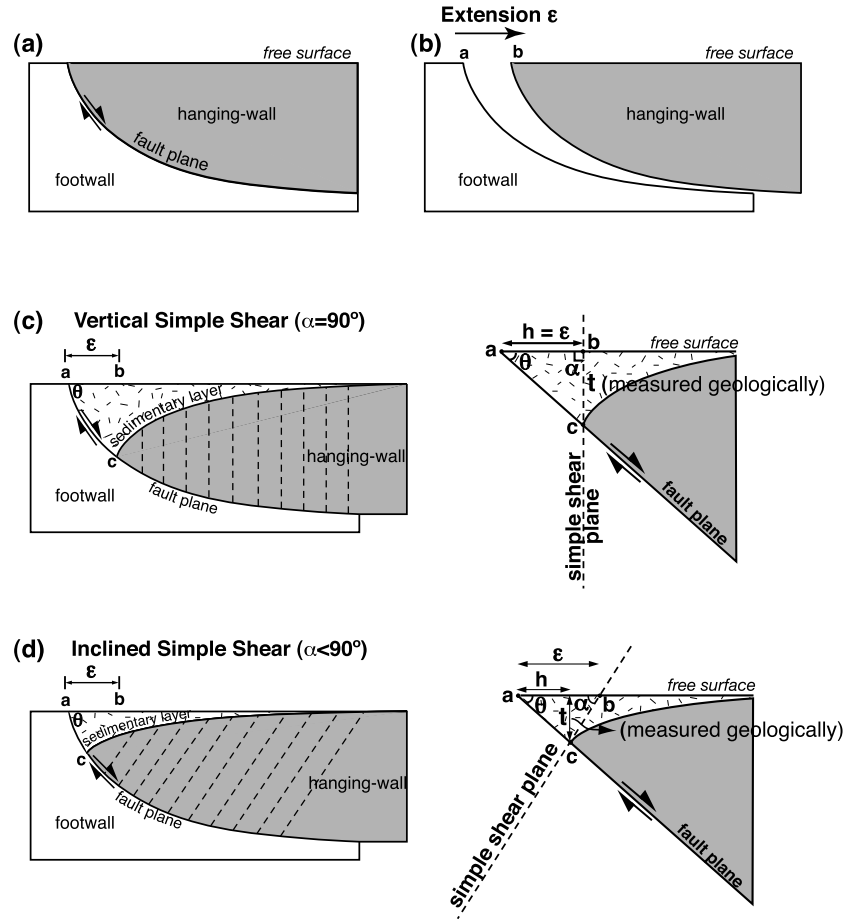 (a)
free surface
hanging-wall
fault plane
footwall
(b)
Extension ε
a
b
free surface
hanging-wall
footwall
(c)
Vertical Simple Shear (α=90º)
ε
a
b
θ
sedimentary layer
c
hanging-wall
footwall
fault plane
h = ε
b
free surface
a
θ
α
t (measured geologically)
c
simple shear
plane
fault plane
(d)
Inclined Simple Shear (α<90º)
ε
a
b
θ
sedimentary layer
c
hanging-wall
fault plane
footwall
ε
h
free surface
a
θ
t
α
b
(measured geologically)
c
simple shear plane
fault plane